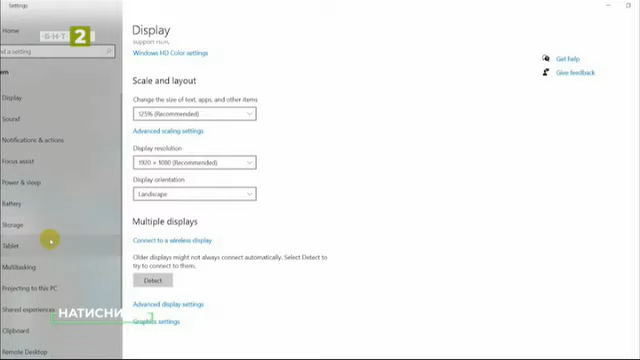 Settings
Home
БНТ 2
Display
Windows HD Color settings
Get help
Give feedback
Scale and layout
Change the size of text, apps, and other items
125% (Recommended)
Advanced scaling settings
Display resolution
1920 × 1080 (Recommended)
Display orientation
Landscape
Multiple displays
Connect to a wireless display
Older displays might not always connect automatically. Select Detect to
try to connect to them.
Detect
Advanced display settings
Graphics settings
nd a setting
em
Display
Sound
Notifications & actions
Focus assist
Power & sleep
Battery
Storage
Tablet
Multitasking
Projecting to this PC
Shared experiences
НАТИСНИ
Clipboard
Remote Desktop